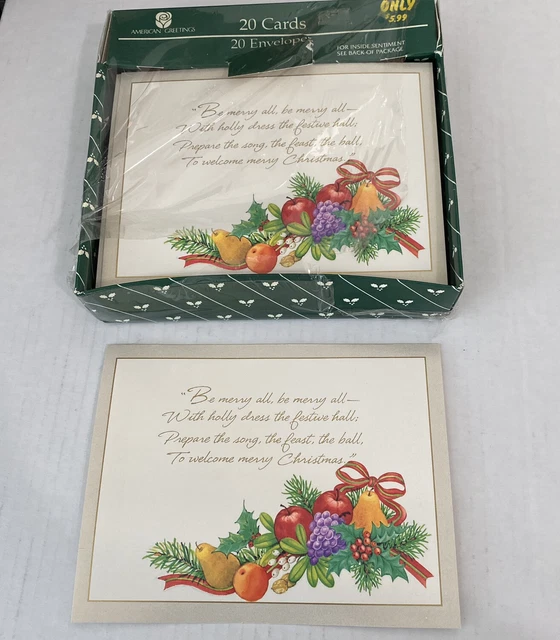 AMERICAN GREETINGS
20 Cards
20 Envelopes
ONLY
$5.99
FOR INSIDE SENTIMENT
SEE BACK OF PACKAGE
"Be merry all, be merry all—
With holly dress the festive hall;
Prepare the song, the feast, the ball,
To welcome merry Christmas."
"Be merry all, be merry all—
With holly dress the festive hall;
Prepare the song, the feast, the ball,
To welcome merry Christmas."